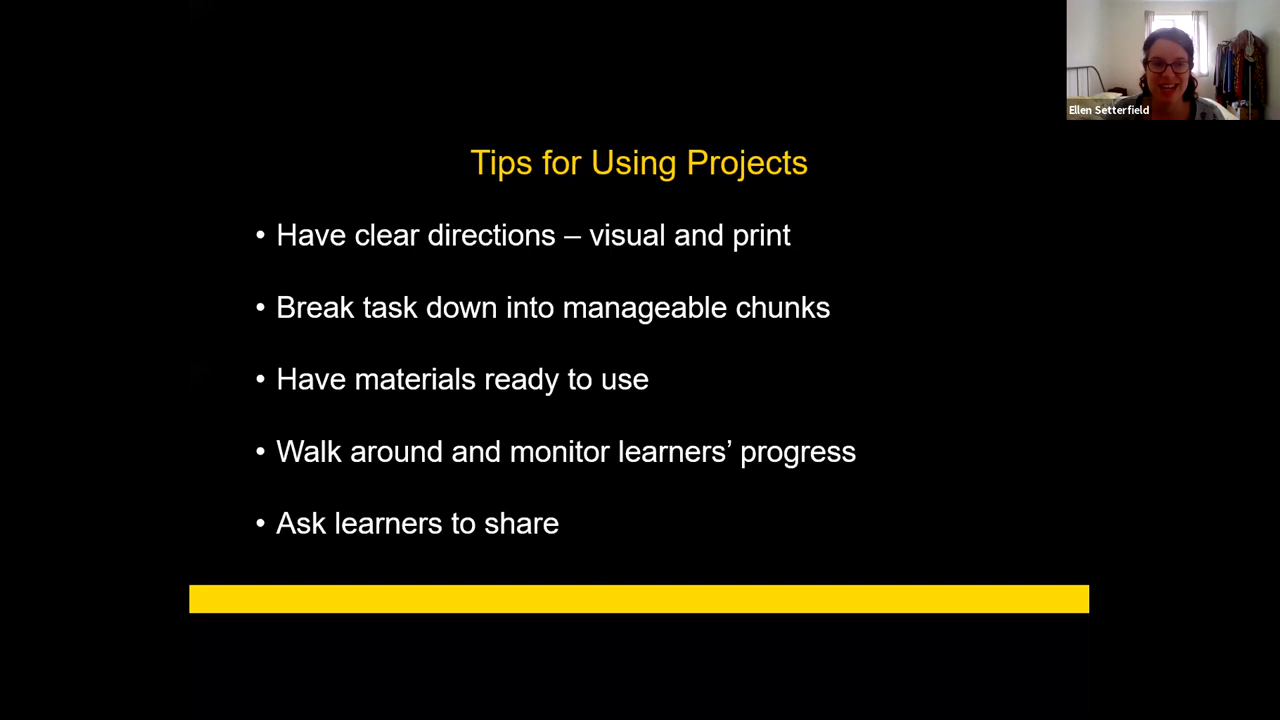 Ellen Setterfield
Tips for Using Projects
• Have clear directions – visual and print
• Break task down into manageable chunks
• Have materials ready to use
• Walk around and monitor learners’ progress
• Ask learners to share